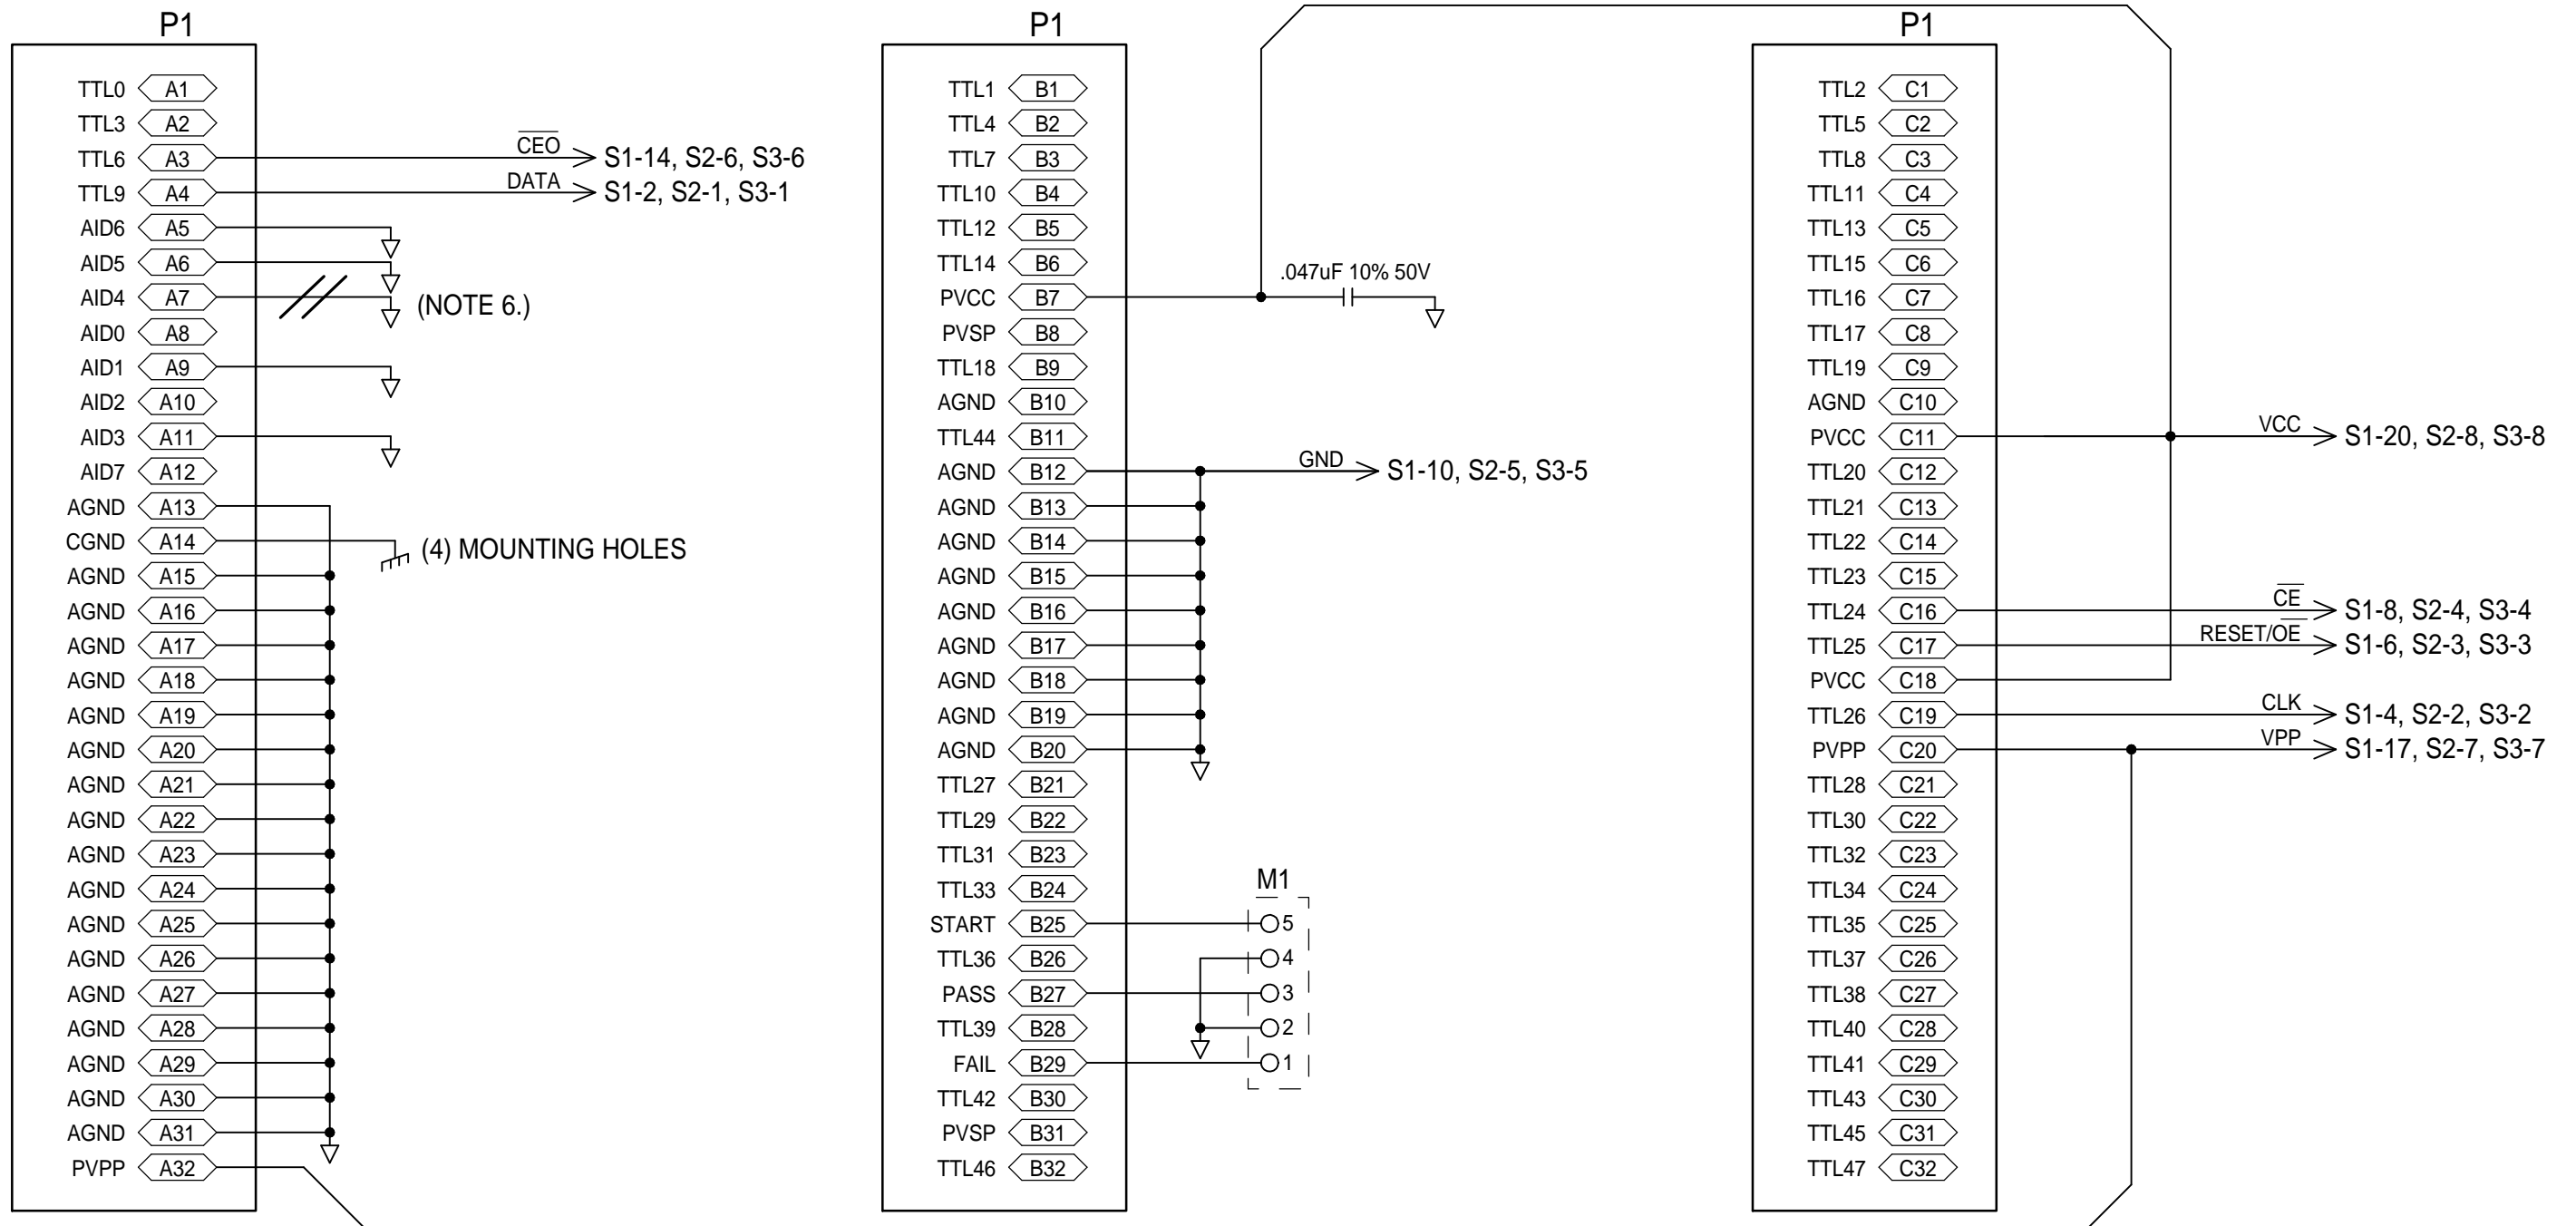 P1
TTL0 A1
TTL3 A2
TTL6 A3 CEO S1-14, S2-6, S3-6
TTL9 A4 DATA S1-2, S2-1, S3-1
AID6 A5
AID5 A6
AID4 A7 (NOTE 6.)
AID0 A8
AID1 A9
AID2 A10
AID3 A11
AID7 A12
AGND A13
CGND A14 (4) MOUNTING HOLES
AGND A15
AGND A16
AGND A17
AGND A18
AGND A19
AGND A20
AGND A21
AGND A22
AGND A23
AGND A24
AGND A25
AGND A26
AGND A27
AGND A28
AGND A29
AGND A30
AGND A31
PVPP A32
P1
TTL1 B1
TTL4 B2
TTL7 B3
TTL10 B4
TTL12 B5
TTL14 B6
.047uF 10% 50V
PVCC B7
PVSP B8
TTL18 B9
AGND B10
TTL44 B11
AGND B12 GND S1-10, S2-5, S3-5
AGND B13
AGND B14
AGND B15
AGND B16
AGND B17
AGND B18
AGND B19
AGND B20
TTL27 B21
TTL29 B22
TTL31 B23
TTL33 B24
M1
START B25 5
TTL36 B26 4
PASS B27 3
TTL39 B28 2
FAIL B29 1
TTL42 B30
PVSP B31
TTL46 B32
P1
TTL2 C1
TTL5 C2
TTL8 C3
TTL11 C4
TTL13 C5
TTL15 C6
TTL16 C7
TTL17 C8
TTL19 C9
AGND C10
PVCC C11 VCC S1-20, S2-8, S3-8
TTL20 C12
TTL21 C13
TTL22 C14
TTL23 C15
TTL24 C16 CE S1-8, S2-4, S3-4
TTL25 C17 RESET/OE S1-6, S2-3, S3-3
PVCC C18
TTL26 C19 CLK S1-4, S2-2, S3-2
PVPP C20 VPP S1-17, S2-7, S3-7
TTL28 C21
TTL30 C22
TTL32 C23
TTL34 C24
TTL35 C25
TTL37 C26
TTL38 C27
TTL40 C28
TTL41 C29
TTL43 C30
TTL45 C31
TTL47 C32